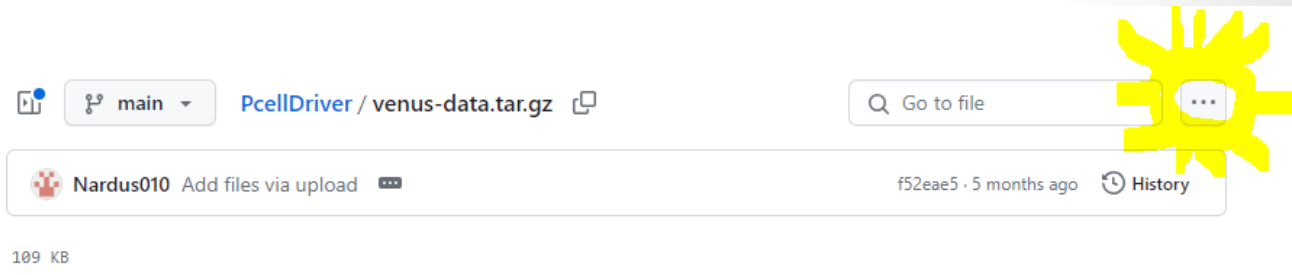 main PcellDriver / venus-data.tar.gz Go to file ...
Nardus010 Add files via upload ... f52eae5 · 5 months ago History
109 KB